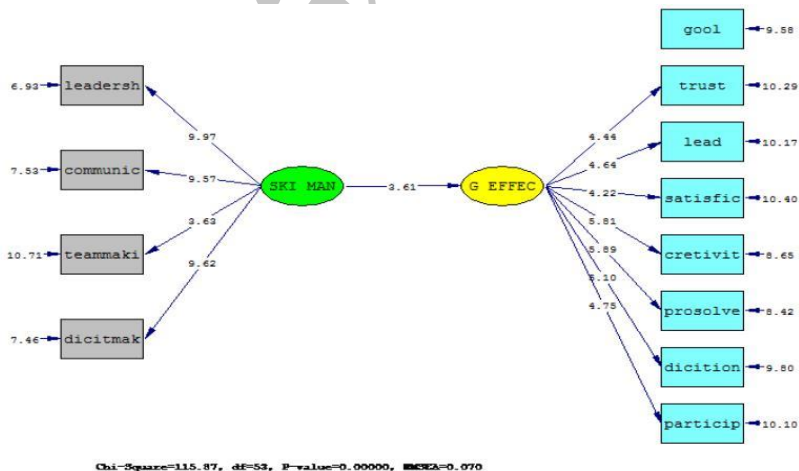 gool 9.58
6.93 leadersh trust 10.29
9.97 4.44
lead 10.17
4.64
7.53 communic 9.57 SKI MAN 3.61 G EFFEC 4.22 satisfic 10.40
3.63 5.81
10.71 teammaki 9.62 5.89 cretivit 8.65
5.10
4.75 prosolve 8.42
7.46 dicitmak
dicition 9.80
particip 10.10
Chi-Square=115.87, df=53, P-value=0.00000, RMSEA=0.070